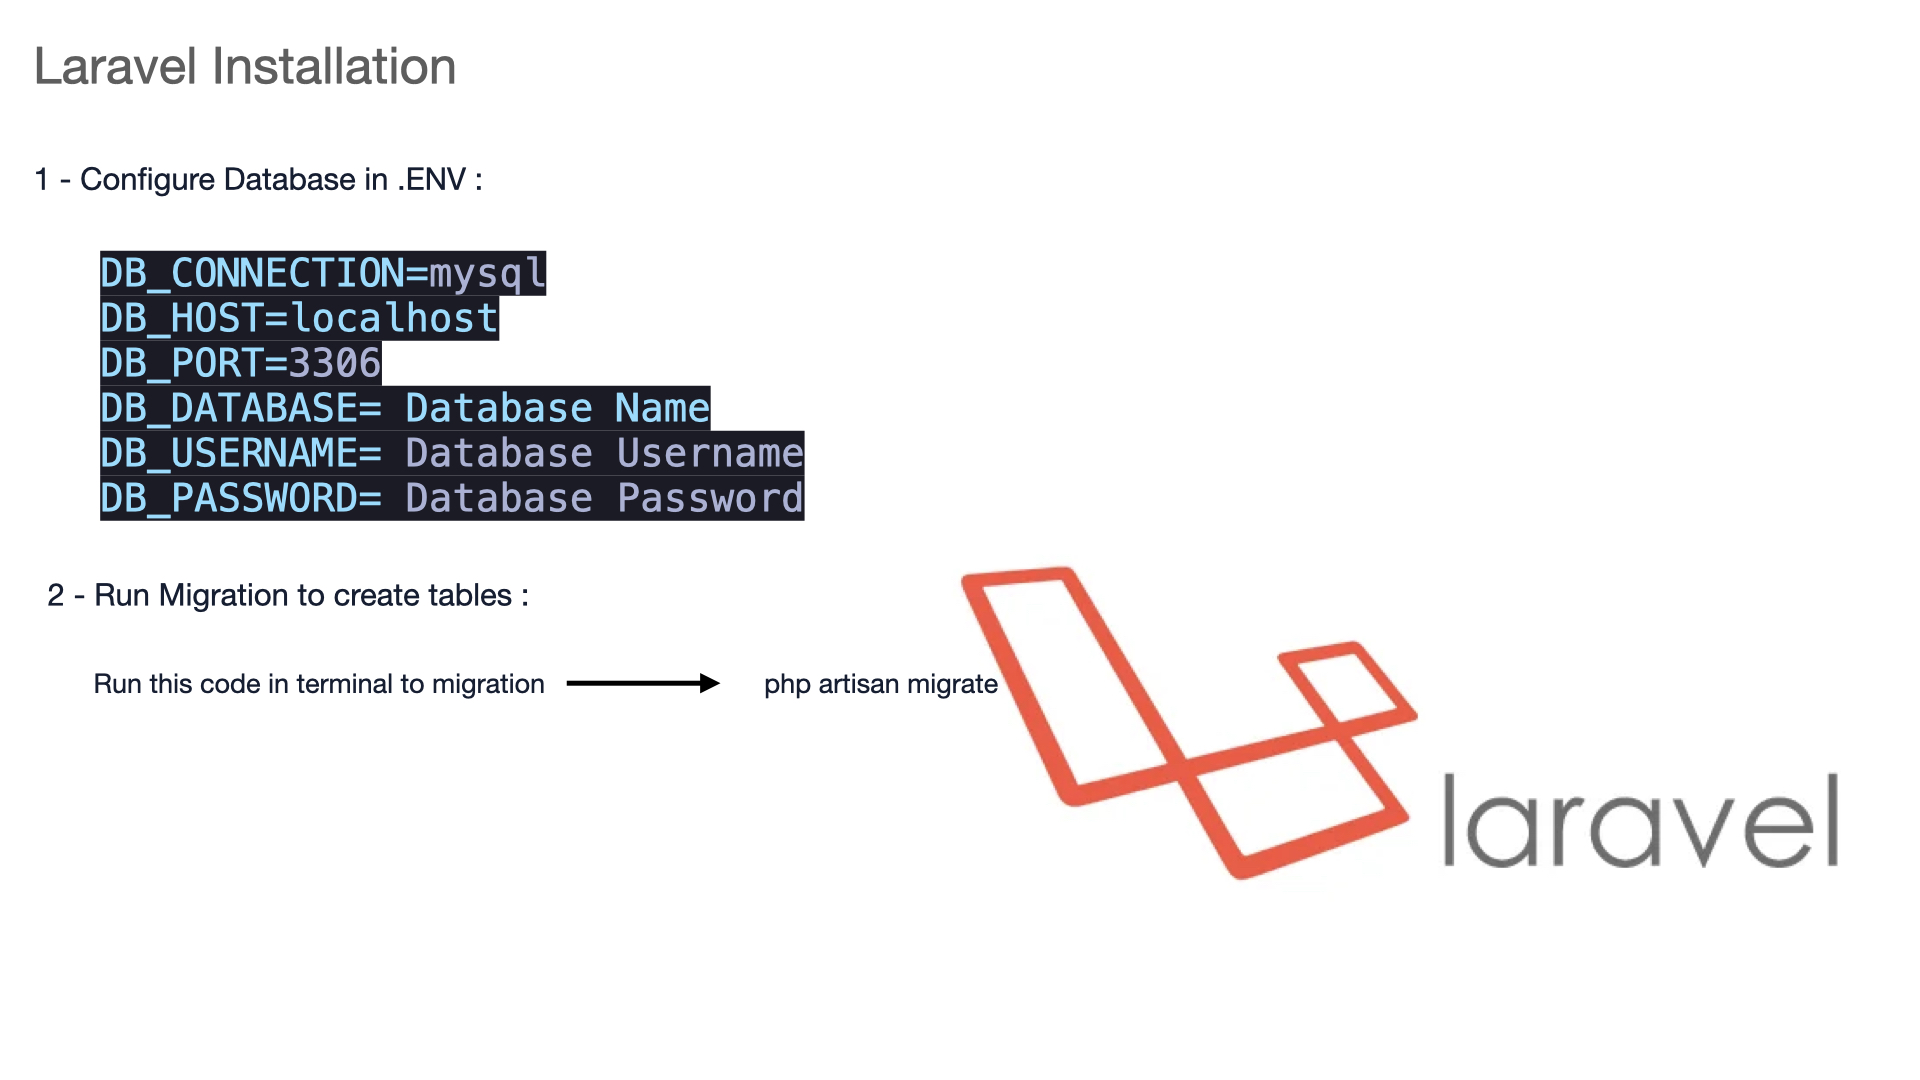 Laravel Installation
1 - Configure Database in .ENV :
DB_CONNECTION=mysql
DB_HOST=localhost
DB_PORT=3306
DB_DATABASE= Database Name
DB_USERNAME= Database Username
DB_PASSWORD= Database Password
2 - Run Migration to create tables :
Run this code in terminal to migration php artisan migrate
laravel